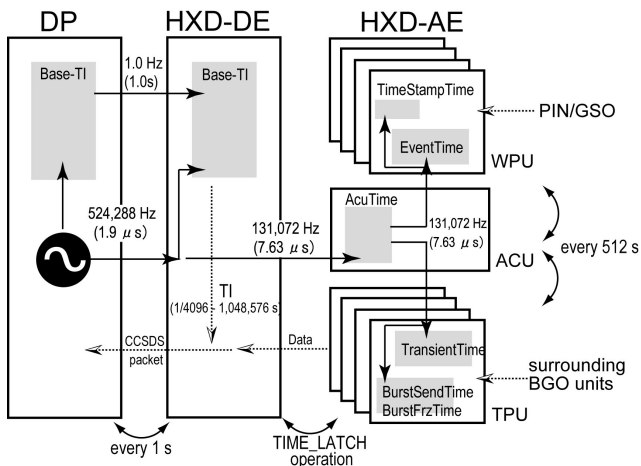 DP
HXD-DE
HXD-AE
Base-TI
1.0 Hz
(1.0s)
Base-TI
TimeStampTime
PIN/GSO
EventTime
WPU
524,288 Hz
(1.9 μ s)
131,072 Hz
(7.63 μ s)
AcuTime
131,072 Hz
(7.63 μ s)
ACU
every 512 s
TI
(1/4096 - 1,048,576 s)
CCSDS
packet
Data
TransientTime
BurstSendTime
BurstFrzTime
TPU
surrounding
BGO units
every 1 s
TIME_LATCH
operation